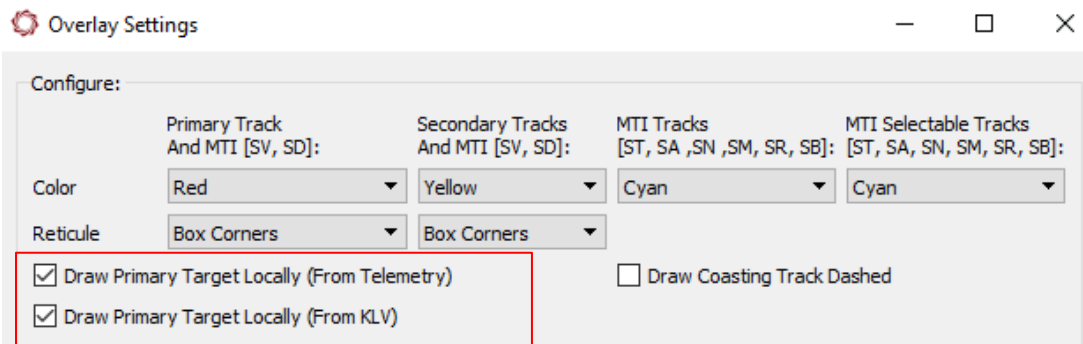 Overlay Settings
Configure:
Primary Track
And MTI [SV, SD]:
Secondary Tracks
And MTI [SV, SD]:
MTI Tracks
[ST, SA ,SN ,SM, SR, SB]:
MTI Selectable Tracks
[ST, SA, SN, SM, SR, SB]:
Color
Red
Yellow
Cyan
Cyan
Reticule
Box Corners
Box Corners
Draw Primary Target Locally (From Telemetry)
Draw Coasting Track Dashed
Draw Primary Target Locally (From KLV)